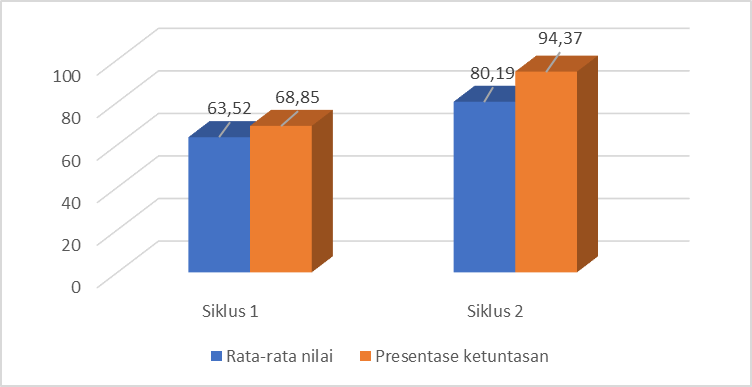 94,37
80,19
63,52
68,85
100
80
60
40
20
0
Siklus 1
Siklus 2
Rata-rata nilai
Presentase ketuntasan